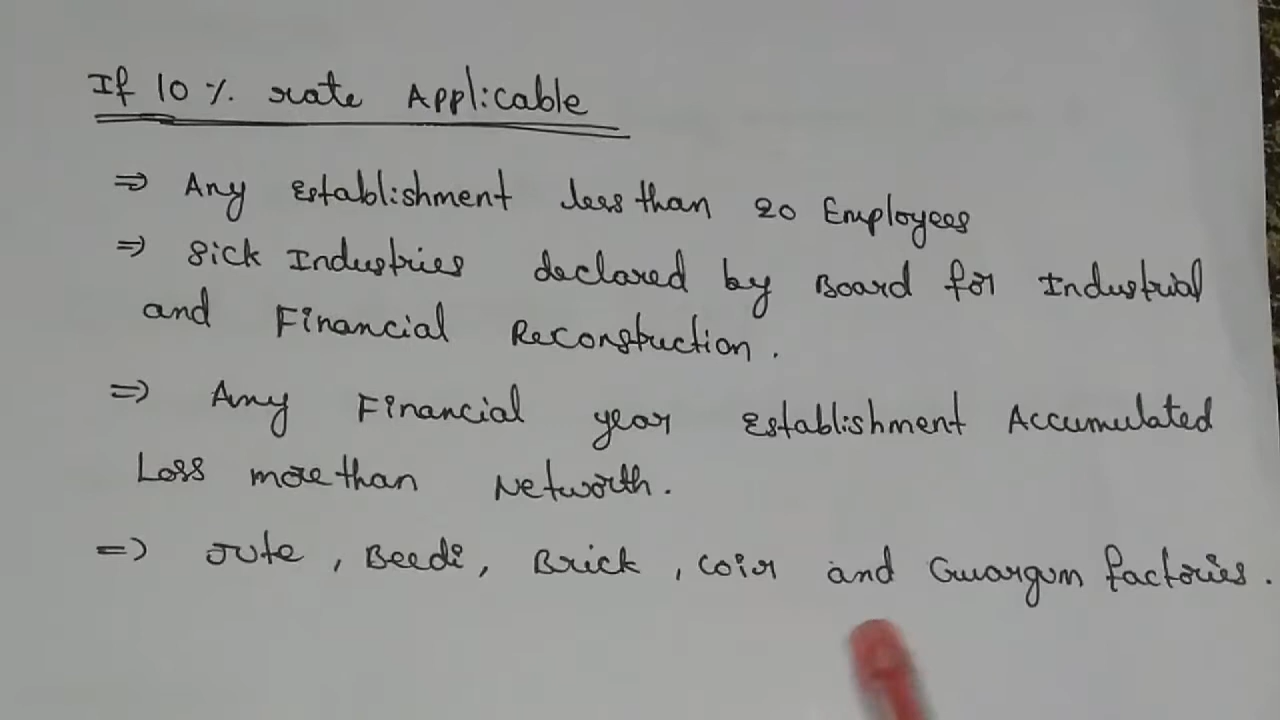 If 10 % rate Applicable
⇒ Any Establishment less than 20 Employees
⇒ Sick Industries declared by Board for Industrial
and Financial Reconstruction.
⇒ Any Financial year Establishment Accumulated
Loss more than Networth.
⇒ Jute, Beedi, Brick, Coir and Guargum factories.